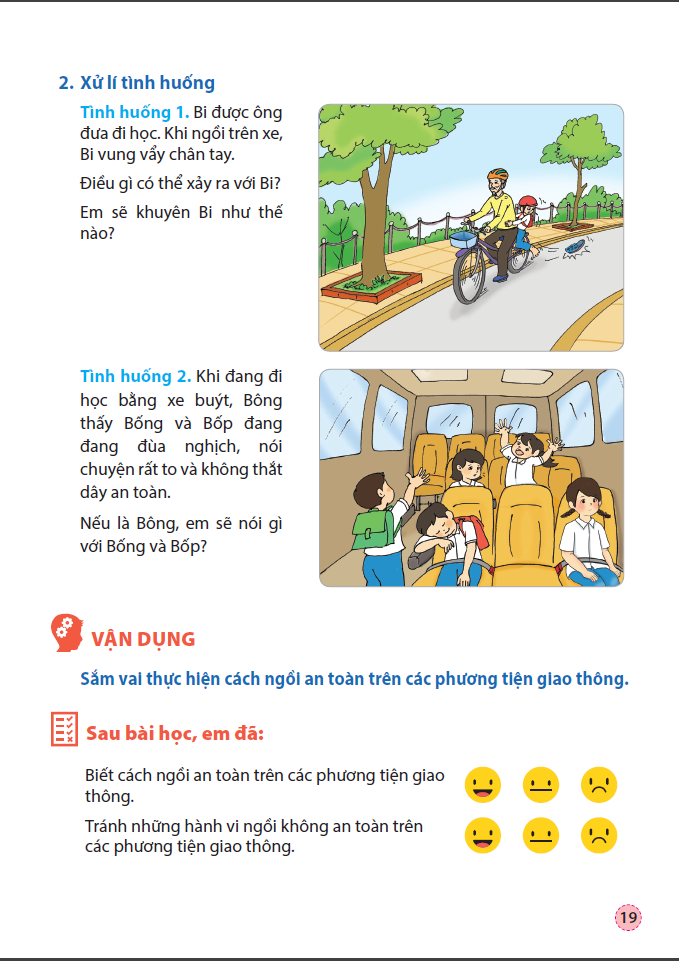 2. Xử lí tình huống
Tình huống 1. Bi được ông
đưa đi học. Khi ngồi trên xe,
Bi vung vẩy chân tay.
Điều gì có thể xảy ra với Bi?
Em sẽ khuyên Bi như thế
nào?
Tình huống 2. Khi đang đi
học bằng xe buýt, Bông
thấy Bống và Bốp đang
đang đùa nghịch, nói
chuyện rất to và không thắt
dây an toàn.
Nếu là Bông, em sẽ nói gì
với Bống và Bốp?
VẬN DỤNG
Sắm vai thực hiện cách ngồi an toàn trên các phương tiện giao thông.
Sau bài học, em đã:
Biết cách ngồi an toàn trên các phương tiện giao
thông.
Tránh những hành vi ngồi không an toàn trên
các phương tiện giao thông.
19